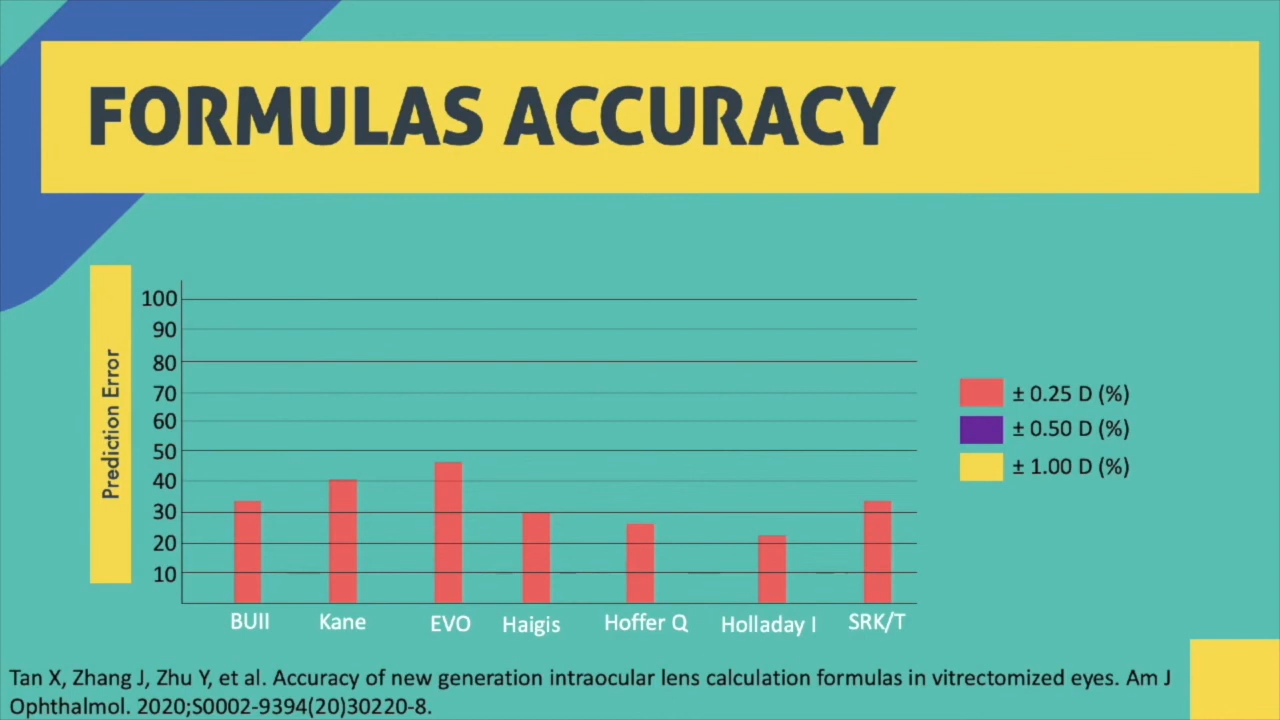 FORMULAS ACCURACY
Prediction Error
100
90
80
70
60
50
40
30
20
10
BUII Kane EVO Haigis Hoffer Q Holladay I SRK/T
± 0.25 D (%)
± 0.50 D (%)
± 1.00 D (%)
Tan X, Zhang J, Zhu Y, et al. Accuracy of new generation intraocular lens calculation formulas in vitrectomized eyes. Am J
Ophthalmol. 2020;S0002-9394(20)30220-8.